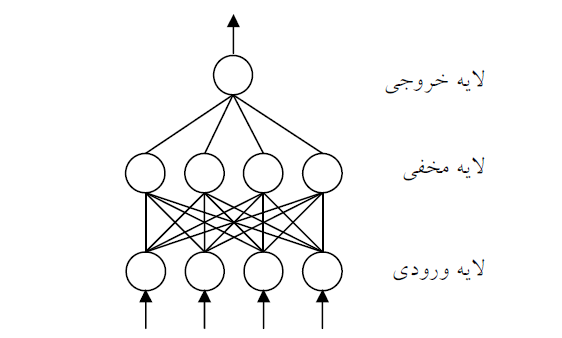 لایه خروجی
لایه مخفی
لایه ورودی